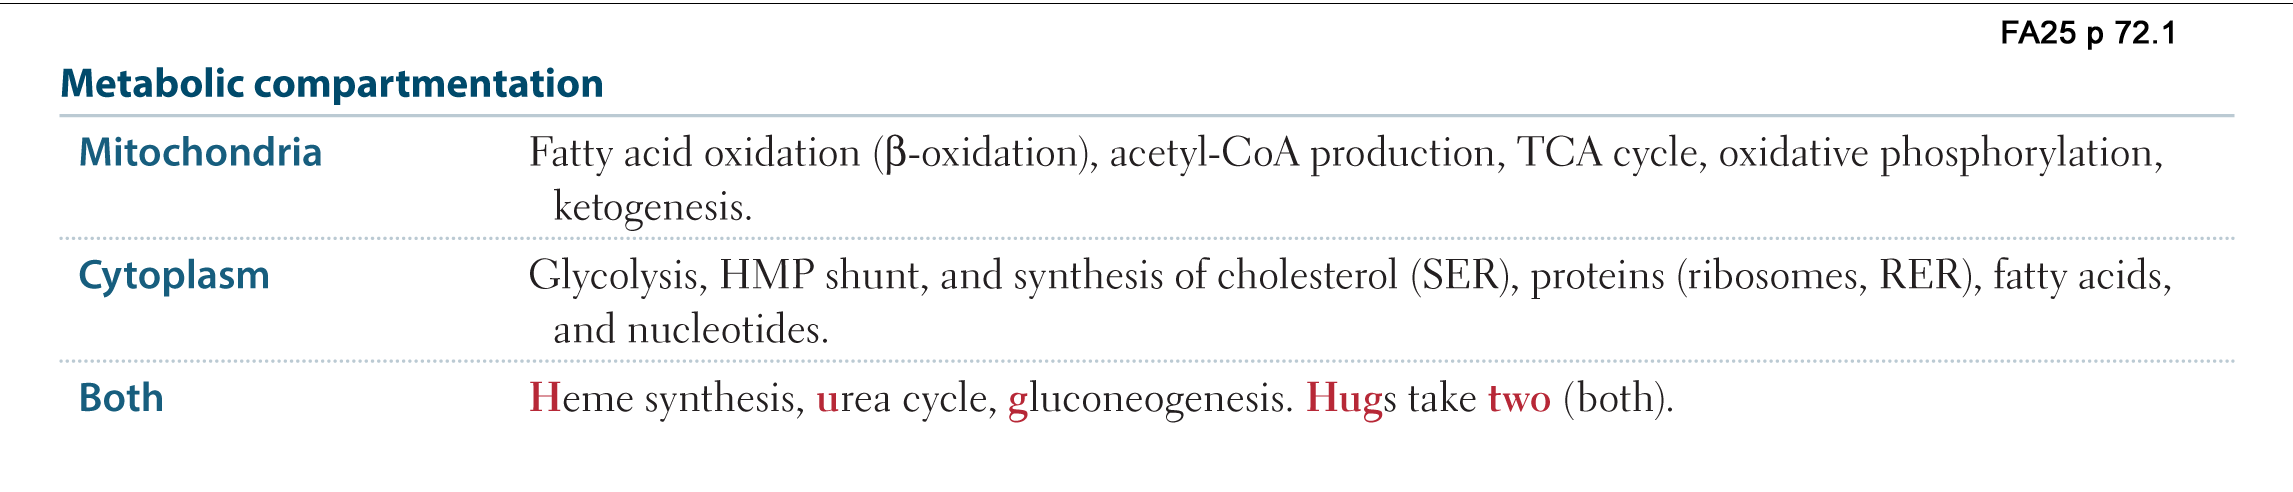 FA25 p 72.1
Metabolic compartmentation
Mitochondria Fatty acid oxidation (β-oxidation), acetyl-CoA production, TCA cycle, oxidative phosphorylation,
ketogenesis.
Cytoplasm Glycolysis, HMP shunt, and synthesis of cholesterol (SER), proteins (ribosomes, RER), fatty acids,
and nucleotides.
Both Heme synthesis, urea cycle, gluconeogenesis. Hugs take two (both).